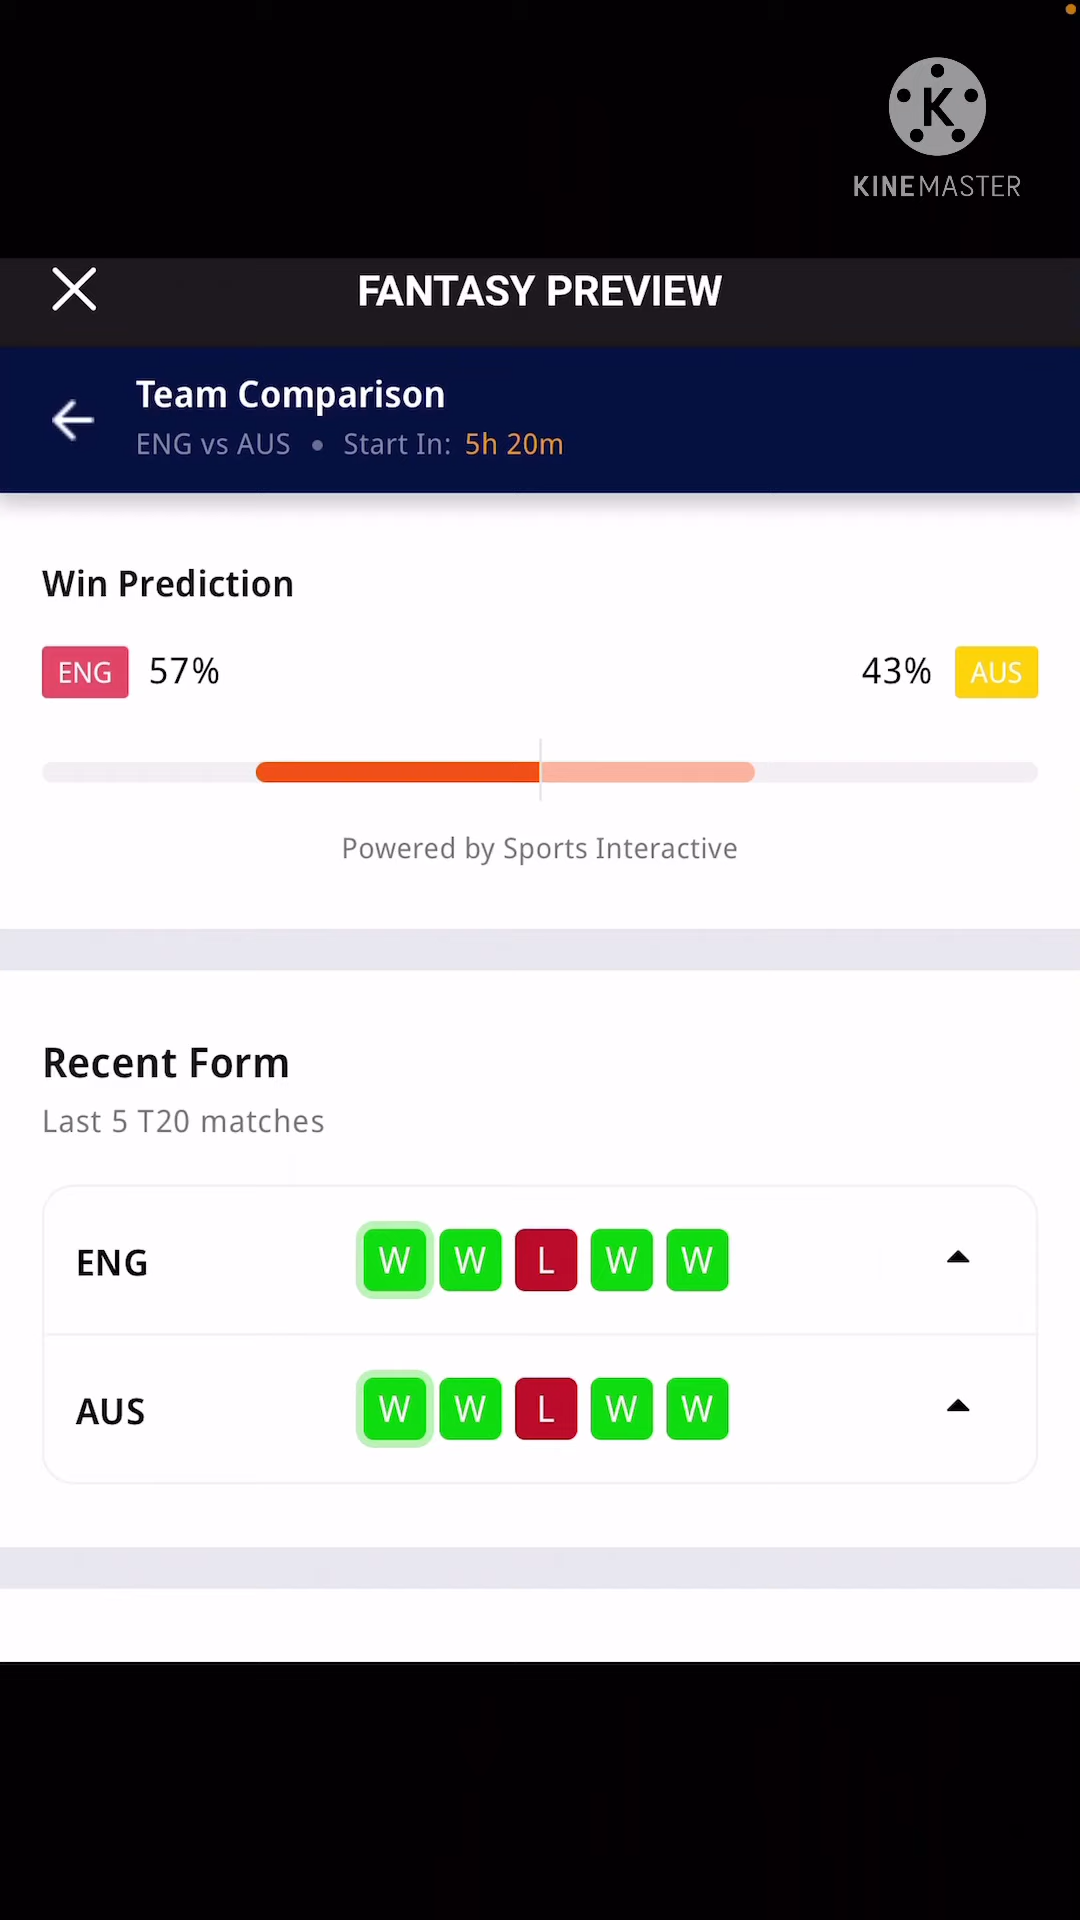 K
KINEMASTER
FANTASY PREVIEW
Team Comparison
ENG vs AUS • Start In: 5h 20m
Win Prediction
ENG 57% 43% AUS
Powered by Sports Interactive
Recent Form
Last 5 T20 matches
ENG W W L W W
AUS W W L W W